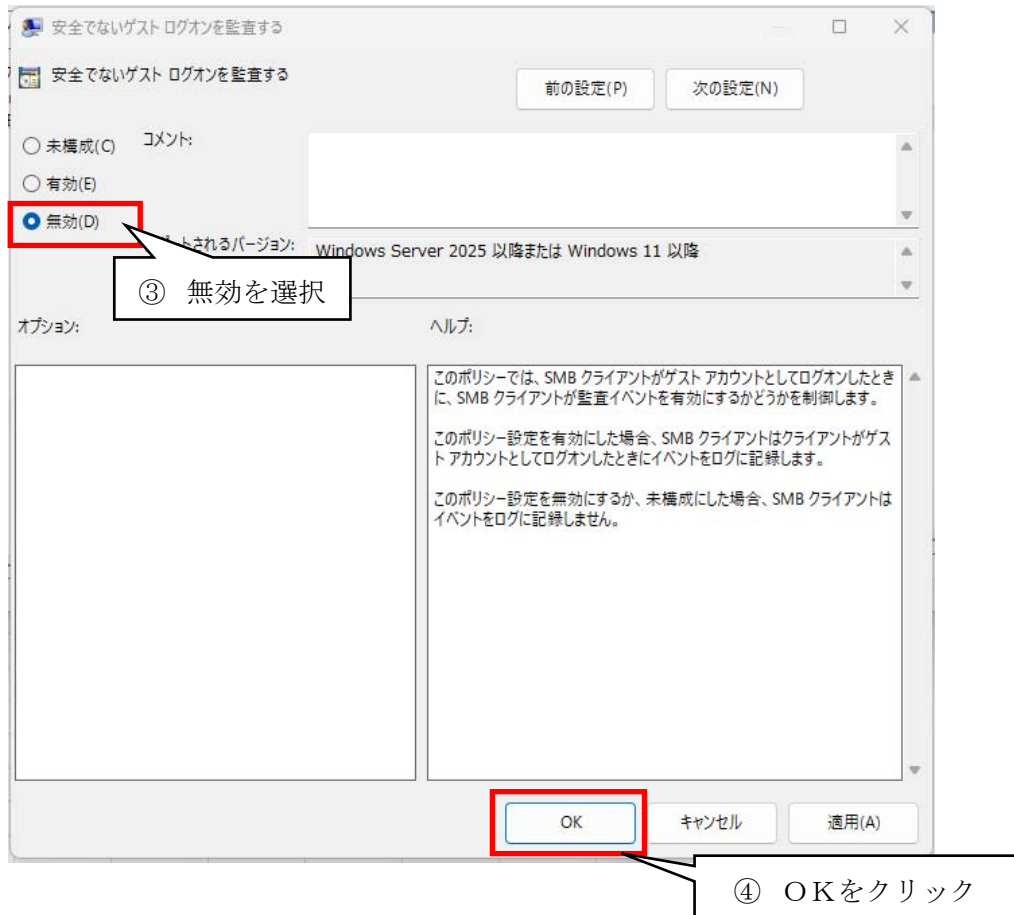 安全でないゲスト ログオンを監査する
安全でないゲスト ログオンを監査する
前の設定(P)
次の設定(N)
未構成(C)
コメント:
有効(E)
無効(D)
されるバージョン:
Windows Server 2025 以降または Windows 11 以降
③ 無効を選択
オプション:
ヘルプ:
このポリシーでは、SMB クライアントがゲスト アカウントとしてログオンしたとき
に、SMB クライアントが監査イベントを有効にするかどうかを制御します。
このポリシー設定を有効にした場合、SMB クライアントはクライアントがゲス
ト アカウントとしてログオンしたときにイベントをログに記録します。
このポリシー設定を無効にするか、未構成にした場合、SMB クライアントは
イベントをログに記録しません。
OK
キャンセル
適用(A)
④ ＯＫをクリック